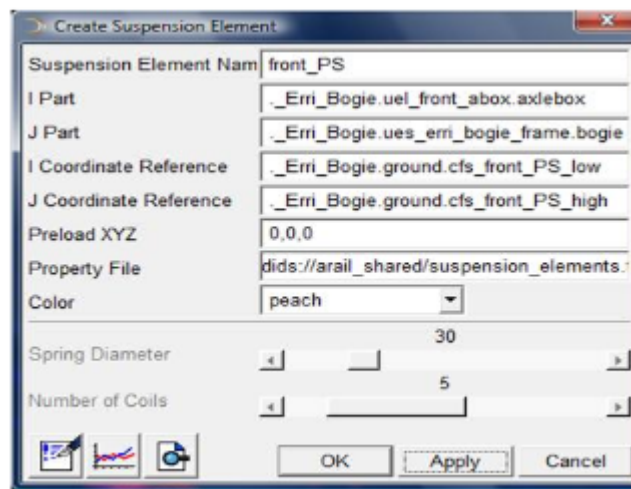 Create Suspension Element
Suspension Element Nam front_PS
I Part ._Erri_Bogie.uel_front_abox.axlebox
J Part ._Erri_Bogie.ues_erri_bogie_frame.bogie
I Coordinate Reference ._Erri_Bogie.ground.cfs_front_PS_low
J Coordinate Reference ._Erri_Bogie.ground.cfs_front_PS_high
Preload XYZ 0,0,0
Property File dids://arail_shared/suspension_elements.
Color peach
30
Spring Diameter
5
Number of Coils
OK Apply Cancel